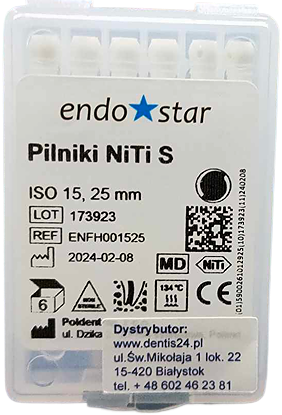 endo★star
Pilniki NiTi S
ISO 15, 25 mm
LOT 173923
REF ENFH001525
2024-02-08
MD NiTi
6 NON STERILE 134°C
Poldent
ul. Dzika
Dystrybutor:
www.dentis24.pl
ul.Św.Mikołaja 1 lok. 22
15-420 Białystok
tel. + 48 602 46 23 81